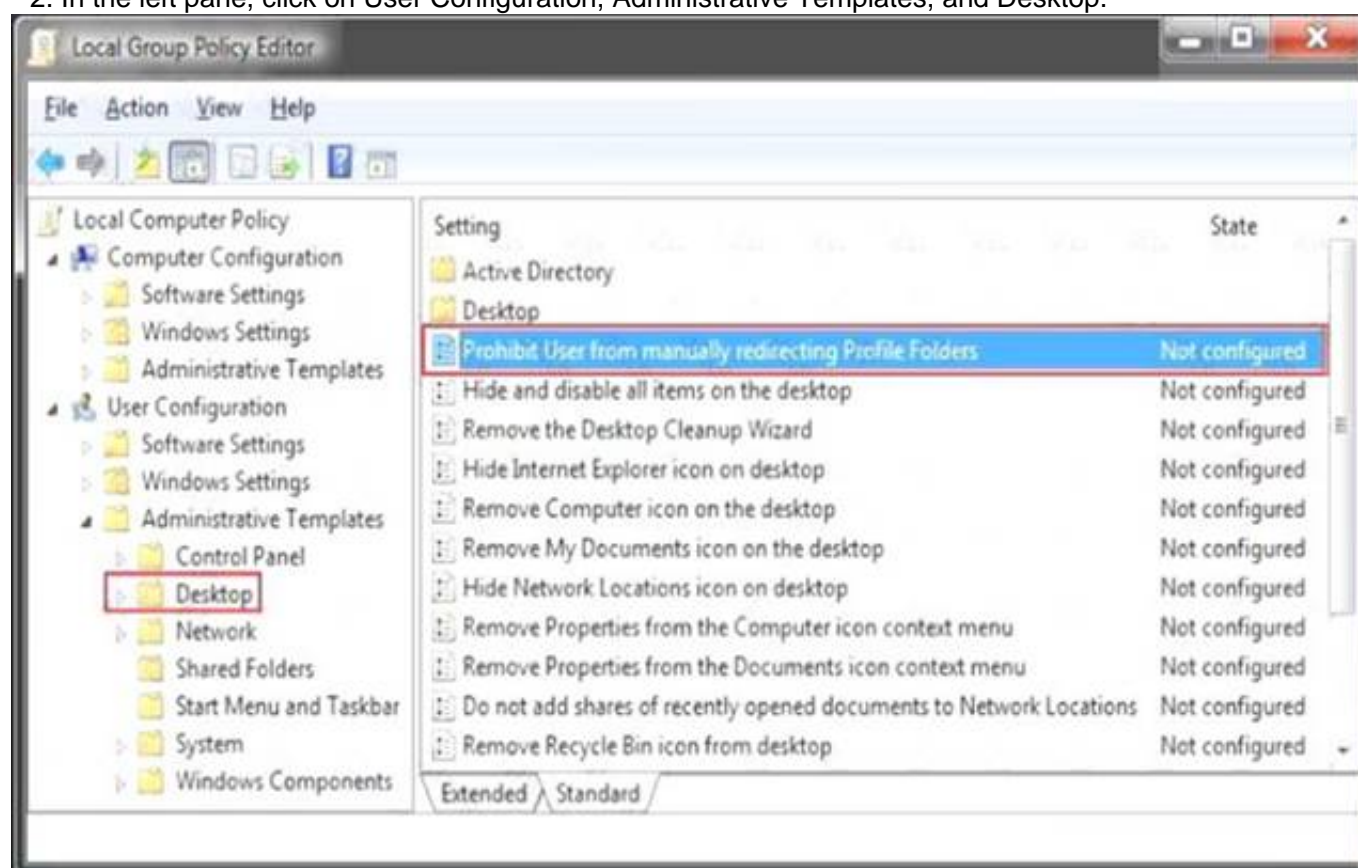 2. In the left pane, click on User Configuration, Administrative Templates, and Desktop.
Local Group Policy Editor
File Action View Help
Local Computer Policy
Computer Configuration
Software Settings
Windows Settings
Administrative Templates
User Configuration
Software Settings
Windows Settings
Administrative Templates
Control Panel
Desktop
Network
Shared Folders
Start Menu and Taskbar
System
Windows Components
Setting State
Active Directory
Desktop
Prohibit User from manually redirecting Profile Folders Not configured
Hide and disable all items on the desktop Not configured
Remove the Desktop Cleanup Wizard Not configured
Hide Internet Explorer icon on desktop Not configured
Remove Computer icon on the desktop Not configured
Remove My Documents icon on the desktop Not configured
Hide Network Locations icon on desktop Not configured
Remove Properties from the Computer icon context menu Not configured
Remove Properties from the Documents icon context menu Not configured
Do not add shares of recently opened documents to Network Locations Not configured
Remove Recycle Bin icon from desktop Not configured
Extended Standard